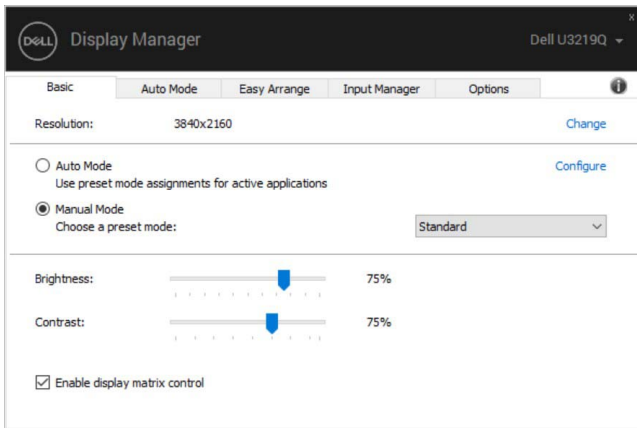 DELL Display Manager Dell U3219Q
x
Basic Auto Mode Easy Arrange Input Manager Options
Resolution: 3840x2160 Change
Auto Mode Configure
Use preset mode assignments for active applications
Manual Mode
Choose a preset mode: Standard
Brightness: 75%
Contrast: 75%
Enable display matrix control